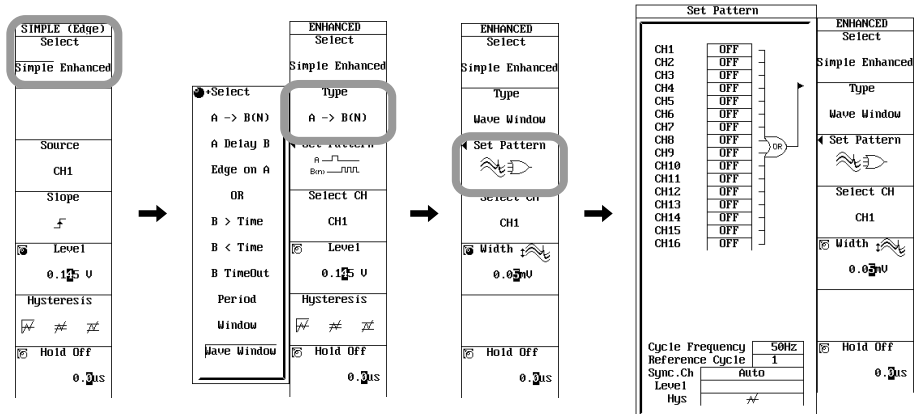 SIMPLE (Edge)
Select
Simple Enhanced
Source
CH1
Slope
Level
0.145 V
Hysteresis
Hold Off
0.0us
Select
A -> B(N)
A Delay B
Edge on A
OR
B > Time
B < Time
B TimeOut
Period
Window
Wave Window
ENHANCED
Select
Simple Enhanced
Type
A -> B(N)
Set Pattern
A
B(N)
Select CH
CH1
Level
0.145 V
Hysteresis
Hold Off
0.0us
ENHANCED
Select
Simple Enhanced
Type
Wave Window
Set Pattern
Select CH
CH1
Width
0.05mV
Hold Off
0.0us
Set Pattern
CH1 OFF
CH2 OFF
CH3 OFF
CH4 OFF
CH5 OFF
CH6 OFF
CH7 OFF
CH8 OFF
CH9 OFF
CH10 OFF
CH11 OFF
CH12 OFF
CH13 OFF
CH14 OFF
CH15 OFF
CH16 OFF
OR
Cycle Frequency 50Hz
Reference Cycle 1
Sync.Ch Auto
Level
Hys
ENHANCED
Select
Simple Enhanced
Type
Wave Window
Set Pattern
Select CH
CH1
Width
0.05mV
Hold Off
0.0us